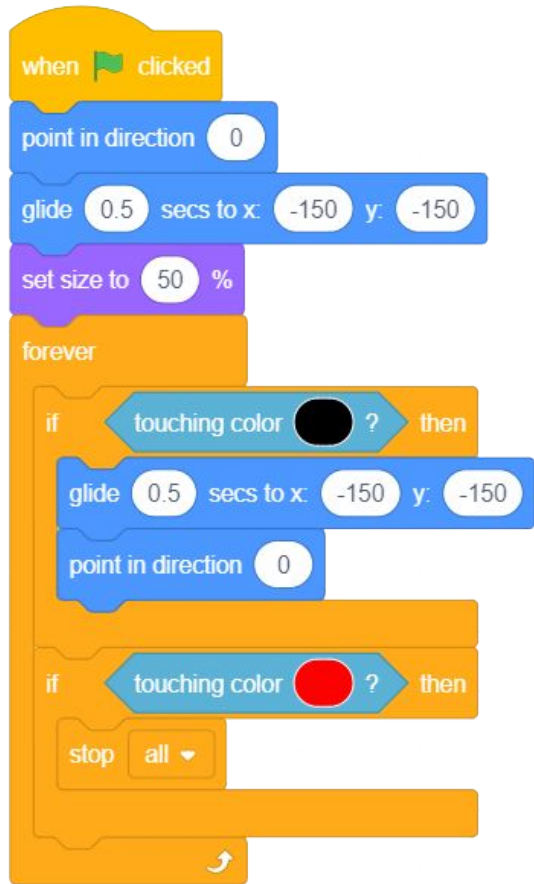 when clicked
point in direction 0
glide 0.5 secs to x: -150 y: -150
set size to 50 %
forever
if touching color ? then
glide 0.5 secs to x: -150 y: -150
point in direction 0
if touching color ? then
stop all